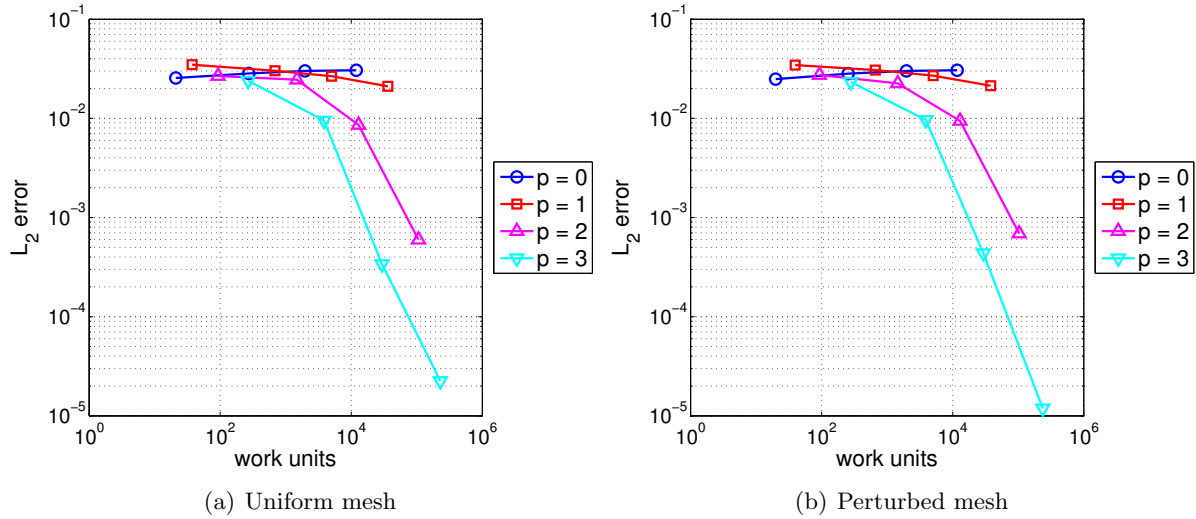 10^-1
10^-2
10^-3
10^-4
10^-5
L_2 error
10^0
10^2
10^4
10^6
work units
p = 0
p = 1
p = 2
p = 3
(a) Uniform mesh
10^-1
10^-2
10^-3
10^-4
10^-5
L_2 error
10^0
10^2
10^4
10^6
work units
p = 0
p = 1
p = 2
p = 3
(b) Perturbed mesh